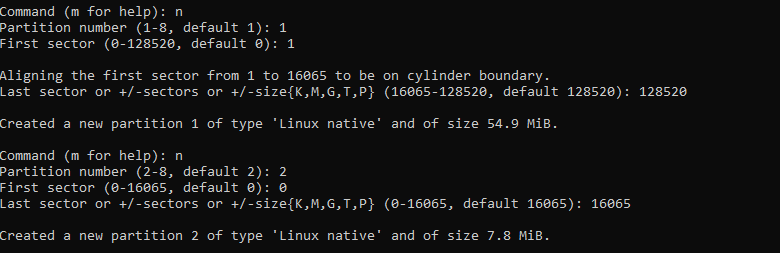 Command (m for help): n
Partition number (1-8, default 1): 1
First sector (0-128520, default 0): 1
Aligning the first sector from 1 to 16065 to be on cylinder boundary.
Last sector or +/-sectors or +/-size{K,M,G,T,P} (16065-128520, default 128520): 128520
Created a new partition 1 of type 'Linux native' and of size 54.9 MiB.
Command (m for help): n
Partition number (2-8, default 2): 2
First sector (0-16065, default 0): 0
Last sector or +/-sectors or +/-size{K,M,G,T,P} (0-16065, default 16065): 16065
Created a new partition 2 of type 'Linux native' and of size 7.8 MiB.